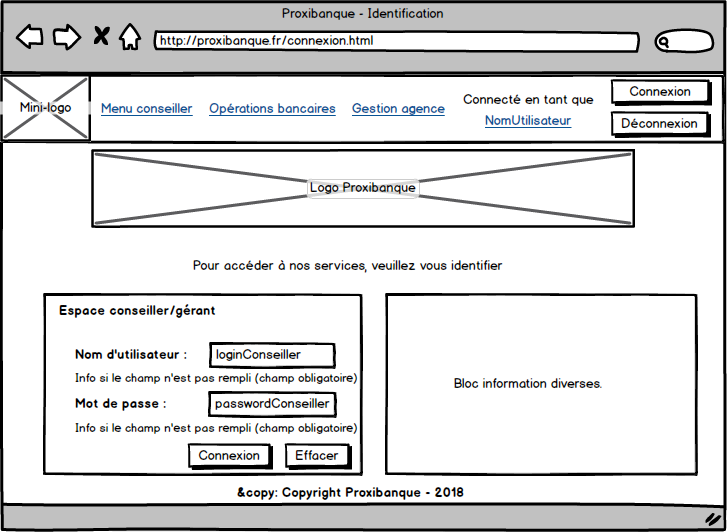 Proxibanque - Identification
http://proxibanque.fr/connexion.html
Mini-logo
Menu conseiller
Opérations bancaires
Gestion agence
Connecté en tant que
NomUtilisateur
Connexion
Déconnexion
Logo Proxibanque
Pour accéder à nos services, veuillez vous identifier
Espace conseiller/gérant
Nom d'utilisateur :
loginConseiller
Info si le champ n'est pas rempli (champ obligatoire)
Mot de passe :
passwordConseiller
Info si le champ n'est pas rempli (champ obligatoire)
Connexion
Effacer
Bloc information diverses.
&copy: Copyright Proxibanque - 2018